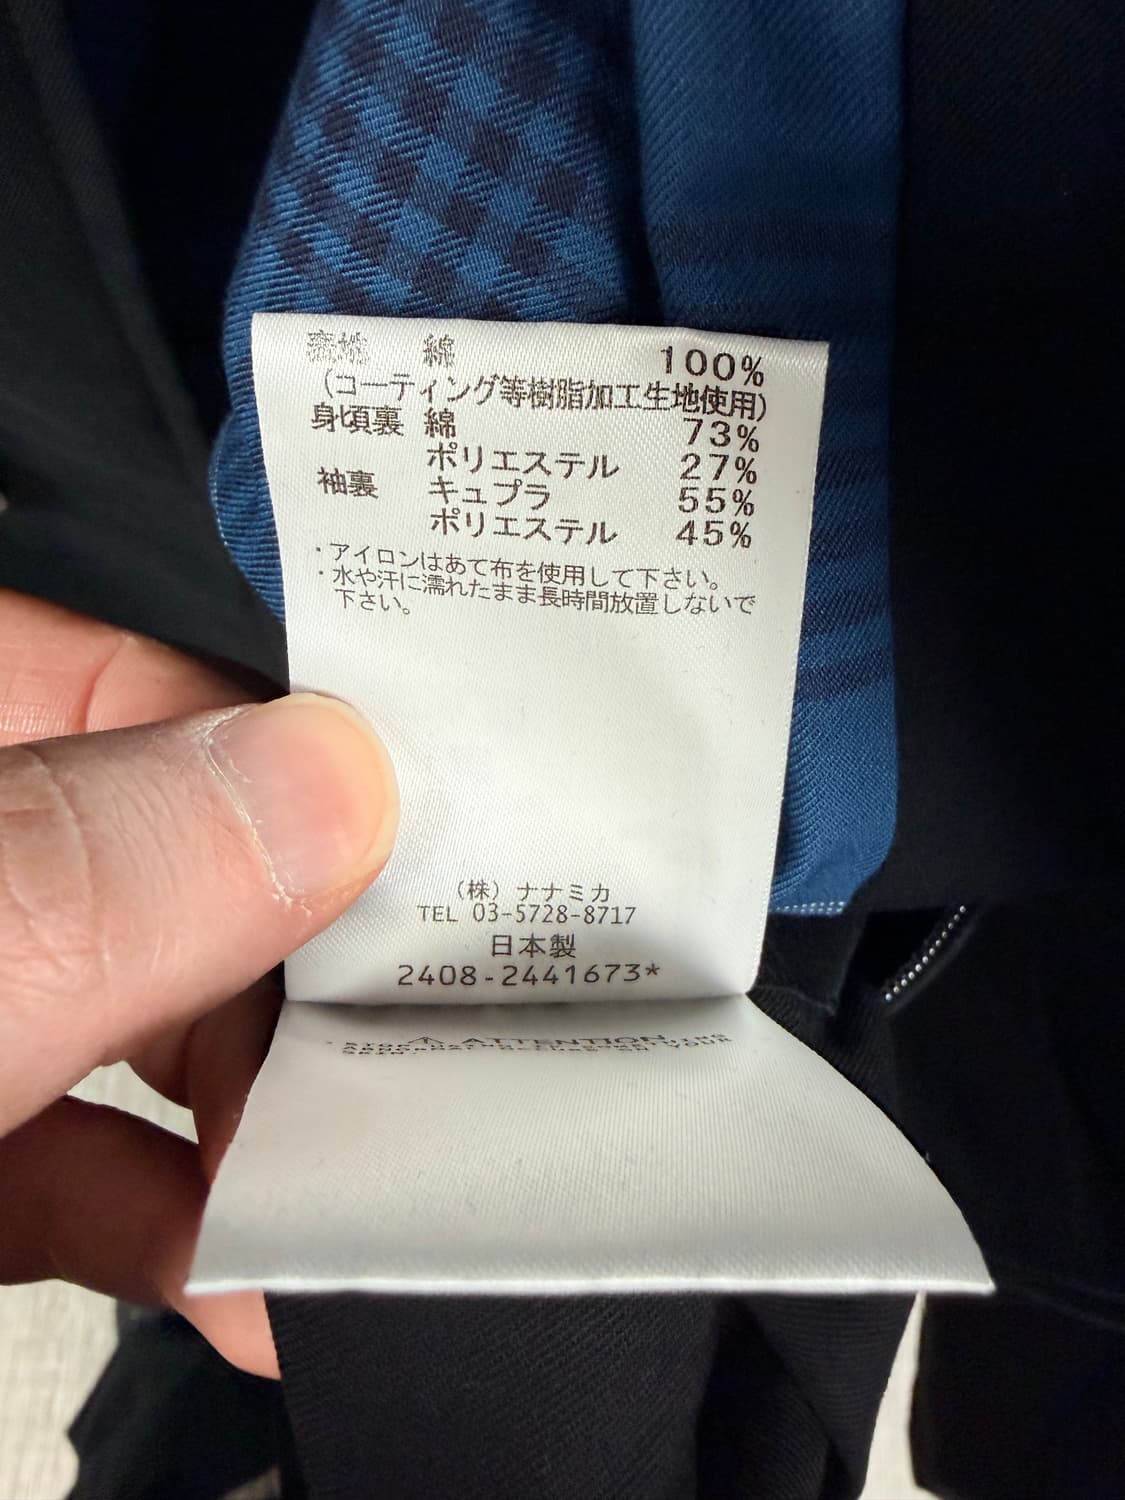 表地 綿 100%
(コーティング等樹脂加工生地使用)
身頃裏 綿 73%
ポリエステル 27%
袖裏 キュプラ 55%
ポリエステル 45%
・アイロンはあて布を使用して下さい。
・水や汗に濡れたまま長時間放置しないで
下さい。
(株) ナナミカ
TEL 03-5728-8717
日本製
2408-2441673*
⚠ ATTENTION
YOUR
SKIN